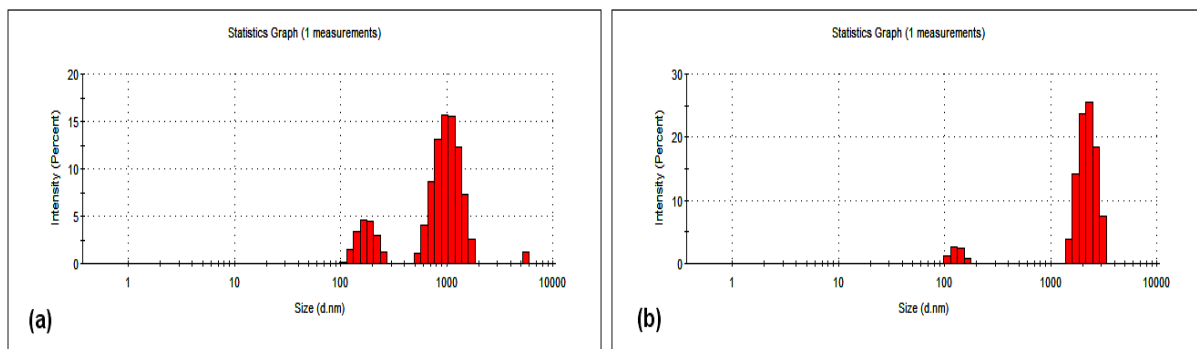 Statistics Graph (1 measurements)
20
15
10
5
0
Intensity (Percent)
1 10 100 1000 10000
Size (d.nm)
(a)
Statistics Graph (1 measurements)
30
20
10
0
Intensity (Percent)
1 10 100 1000 10000
Size (d.nm)
(b)